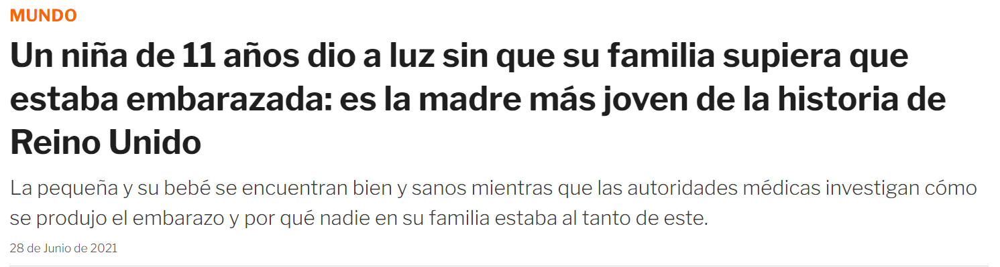 MUNDO
Un niña de 11 años dio a luz sin que su familia supiera que
estaba embarazada: es la madre más joven de la historia de
Reino Unido
La pequeña y su bebé se encuentran bien y sanos mientras que las autoridades médicas investigan cómo
se produjo el embarazo y por qué nadie en su familia estaba al tanto de este.
28 de Junio de 2021